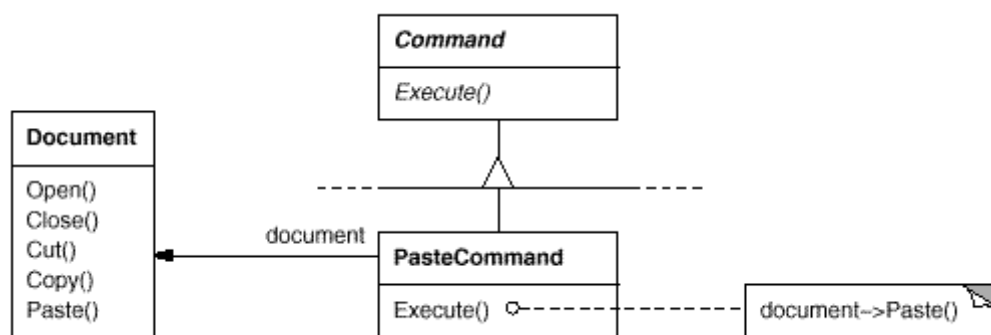 Command
Execute()
Document
Open()
Close()
Cut()
Copy()
Paste()
document
PasteCommand
Execute()
document–>Paste()